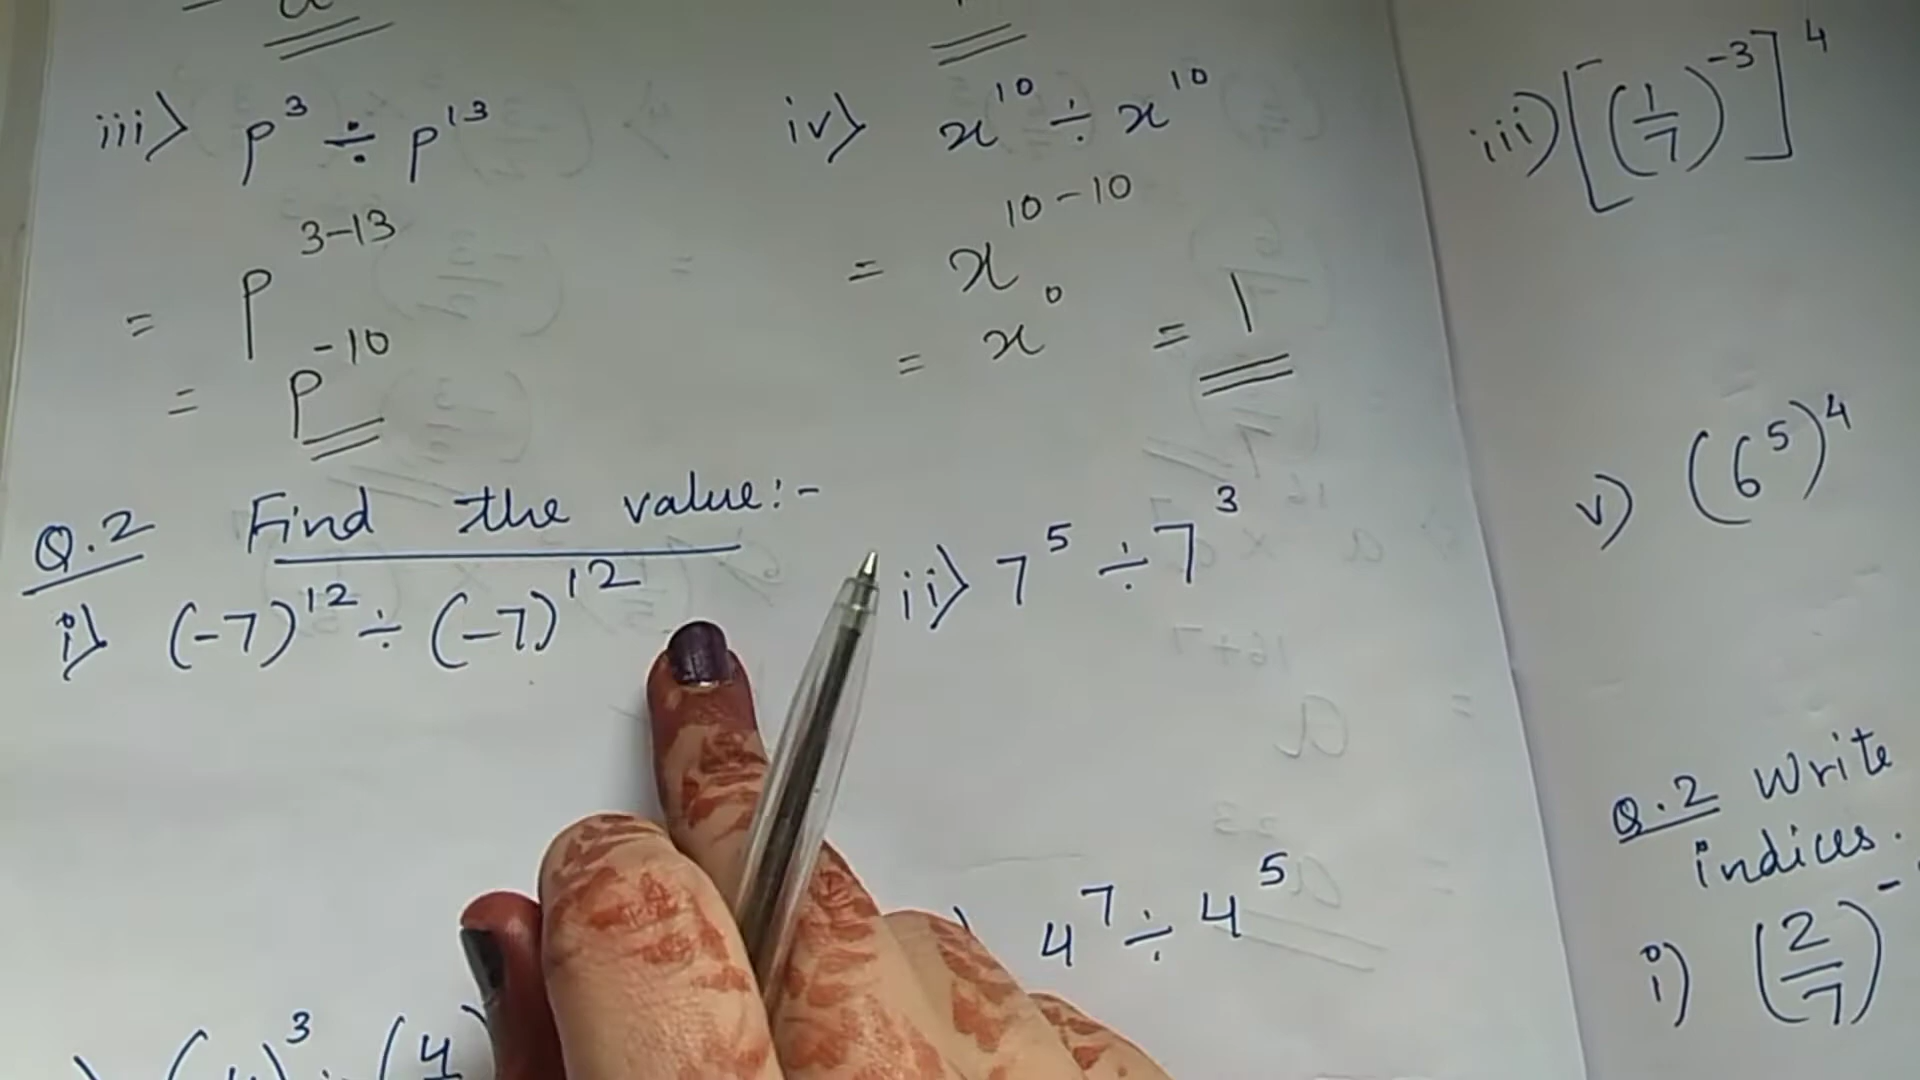 iii) p³ ÷ p¹³
= p³⁻¹³
= p⁻¹⁰
iv) x¹⁰ ÷ x¹⁰
= x¹⁰⁻¹⁰
= x⁰ = 1
Q.2 Find the value:-
i) (-7)¹² ÷ (-7)¹²
ii) 7⁵ ÷ 7³
4⁷ ÷ 4⁵
iii) [(1/7)⁻³]⁴
v) (6⁵)⁴
Q.2 Write
indices.
i) (2/7)⁻